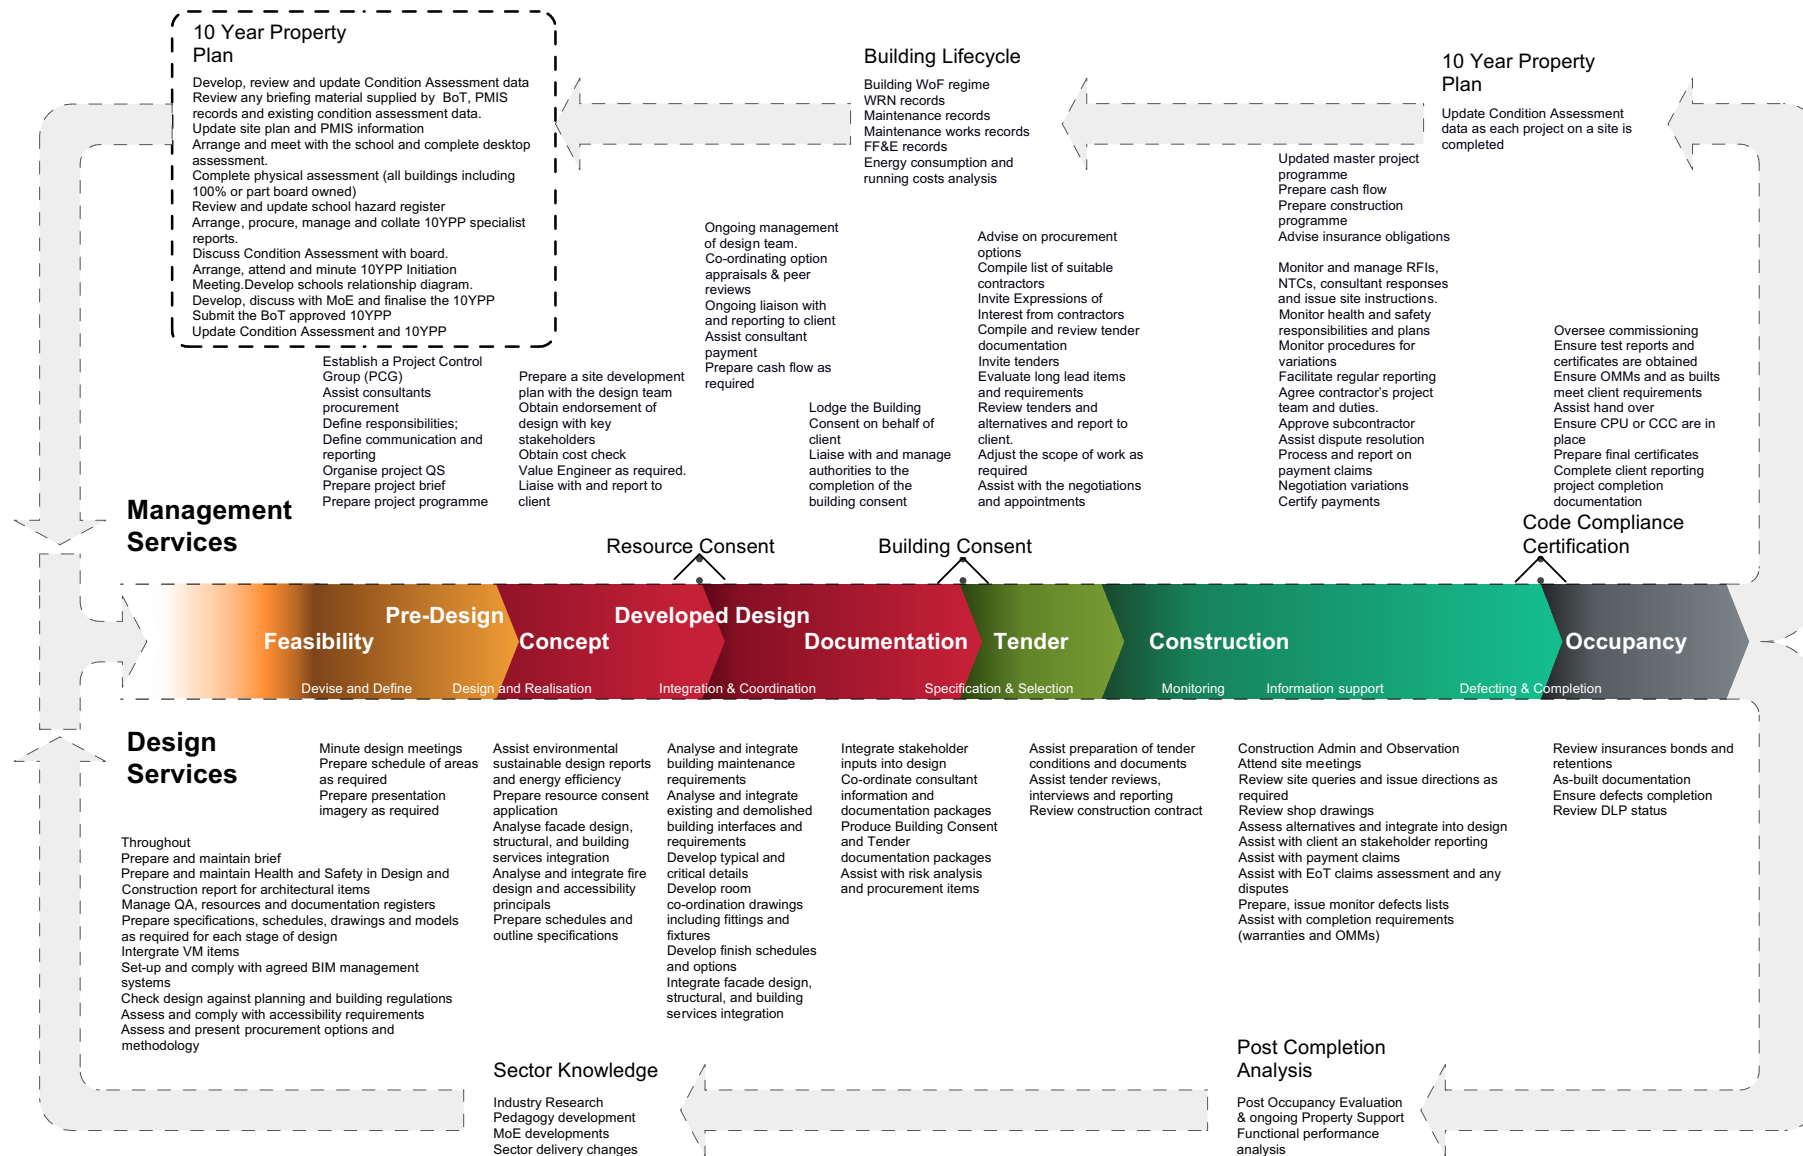 10 Year Property
Plan
Develop, review and update Condition Assessment data
Review any briefing material supplied by BoT, PMIS
records and existing condition assessment data.
Update site plan and PMIS information
Arrange and meet with the school and complete desktop
assessment.
Complete physical assessment (all buildings including
100% or part board owned)
Review and update school hazard register
Arrange, procure, manage and collate 10YPP specialist
reports.
Discuss Condition Assessment with board.
Arrange, attend and minute 10YPP Initiation
Meeting.Develop schools relationship diagram.
Develop, discuss with MoE and finalise the 10YPP
Submit the BoT approved 10YPP
Update Condition Assessment and 10YPP
Building Lifecycle
Building WoF regime
WRN records
Maintenance records
Maintenance works records
FF&E records
Energy consumption and
running costs analysis
10 Year Property
Plan
Update Condition Assessment
data as each project on a site is
completed
Management
Services
Establish a Project Control
Group (PCG)
Assist consultants
procurement
Define responsibilities;
Define communication and
reporting
Organise project QS
Prepare project brief
Prepare project programme
Prepare a site development
plan with the design team
Obtain endorsement of
design with key
stakeholders
Obtain cost check
Value Engineer as required.
Liaise with and report to
client
Ongoing management
of design team.
Co-ordinating option
appraisals & peer
reviews
Ongoing liaison with
and reporting to client
Assist consultant
payment
Prepare cash flow as
required
Lodge the Building
Consent on behalf of
client
Liaise with and manage
authorities to the
completion of the
building consent
Advise on procurement
options
Compile list of suitable
contractors
Invite Expressions of
Interest from contractors
Compile and review tender
documentation
Invite tenders
Evaluate long lead items
and requirements
Review tenders and
alternatives and report to
client.
Adjust the scope of work as
required
Assist with the negotiations
and appointments
Updated master project
programme
Prepare cash flow
Prepare construction
programme
Advise insurance obligations
Monitor and manage RFIs,
NTCs, consultant responses
and issue site instructions.
Monitor health and safety
responsibilities and plans
Monitor procedures for
variations
Facilitate regular reporting
Agree contractor's project
team and duties.
Approve subcontractor
Assist dispute resolution
Process and report on
payment claims
Negotiation variations
Certify payments
Oversee commissioning
Ensure test reports and
certificates are obtained
Ensure OMMs and as builts
meet client requirements
Assist hand over
Ensure CPU or CCC are in
place
Prepare final certificates
Complete client reporting
project completion
documentation
Resource Consent
Building Consent
Code Compliance
Certification
Feasibility
Pre-Design
Concept
Developed Design
Documentation
Tender
Construction
Occupancy
Devise and Define
Design and Realisation
Integration & Coordination
Specification & Selection
Monitoring
Information support
Defecting & Completion
Design
Services
Throughout
Prepare and maintain brief
Prepare and maintain Health and Safety in Design and
Construction report for architectural items
Manage QA, resources and documentation registers
Prepare specifications, schedules, drawings and models
as required for each stage of design
Intergrate VM items
Set-up and comply with agreed BIM management
systems
Check design against planning and building regulations
Assess and comply with accessibility requirements
Assess and present procurement options and
methodology
Minute design meetings
Prepare schedule of areas
as required
Prepare presentation
imagery as required
Assist environmental
sustainable design reports
and energy efficiency
Prepare resource consent
application
Analyse facade design,
structural, and building
services integration
Analyse and integrate fire
design and accessibility
principals
Prepare schedules and
outline specifications
Analyse and integrate
building maintenance
requirements
Analyse and integrate
existing and demolished
building interfaces and
requirements
Develop typical and
critical details
Develop room
co-ordination drawings
including fittings and
fixtures
Develop finish schedules
and options
Integrate facade design,
structural, and building
services integration
Integrate stakeholder
inputs into design
Co-ordinate consultant
information and
documentation packages
Produce Building Consent
and Tender
documentation packages
Assist with risk analysis
and procurement items
Assist preparation of tender
conditions and documents
Assist tender reviews,
interviews and reporting
Review construction contract
Construction Admin and Observation
Attend site meetings
Review site queries and issue directions as
required
Review shop drawings
Assess alternatives and integrate into design
Assist with client an stakeholder reporting
Assist with payment claims
Assist with EoT claims assessment and any
disputes
Prepare, issue monitor defects lists
Assist with completion requirements
(warranties and OMMs)
Review insurances bonds and
retentions
As-built documentation
Ensure defects completion
Review DLP status
Sector Knowledge
Industry Research
Pedagogy development
MoE developments
Sector delivery changes
Post Completion
Analysis
Post Occupancy Evaluation
& ongoing Property Support
Functional performance
analysis